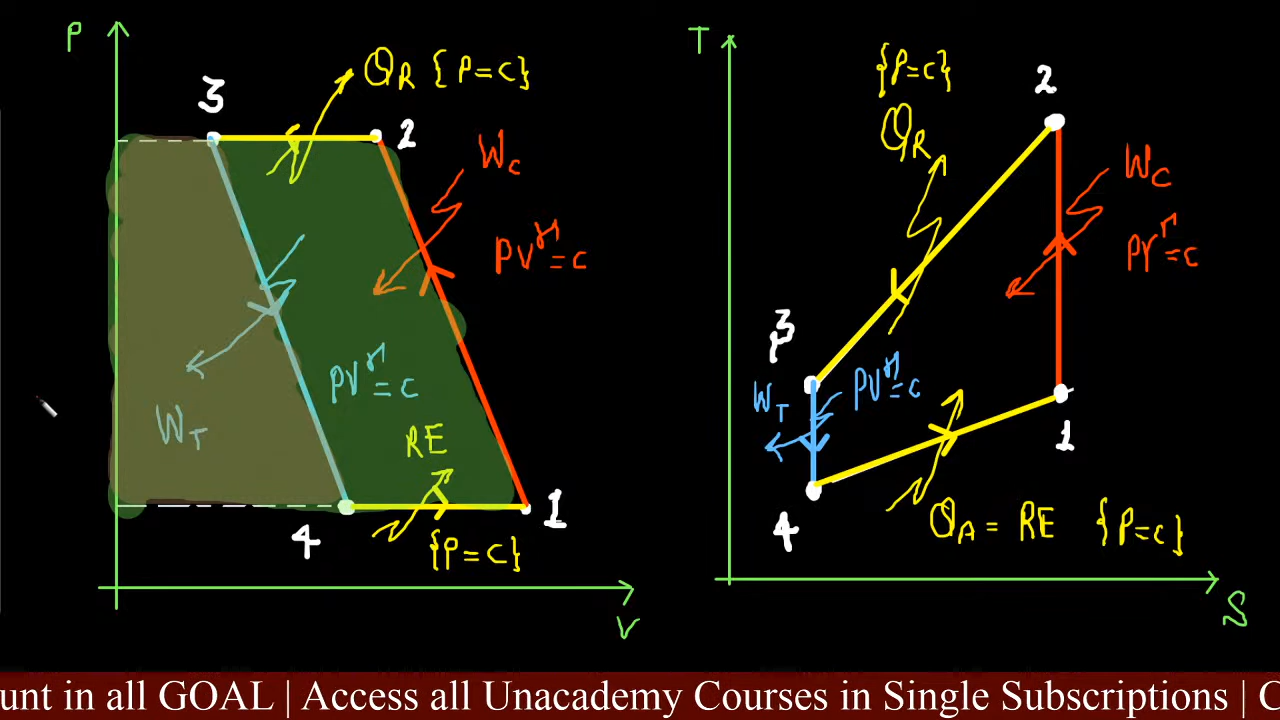 P
3
Q_R {P=C}
2
W_C
PV^γ=C
W_T
PV^γ=C
RE
4
{P=C}
1
V
T
{P=C}
Q_R
2
W_C
PV^γ=C
3
W_T
PV^γ=C
1
4
Q_A = RE {P=C}
S
ount in all GOAL | Access all Unacademy Courses in Single Subscriptions | C